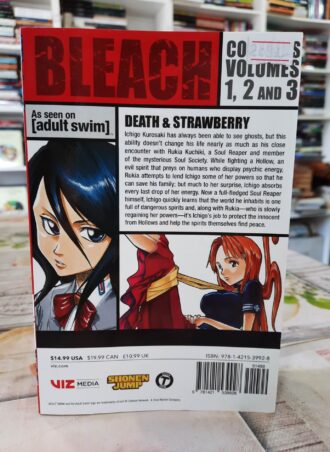 BLEACH
VOLUMES
1, 2 AND 3
As seen on
[adult swim]
DEATH & STRAWBERRY
Ichigo Kurosaki has always been able to see ghosts, but this
ability doesn't change his life nearly as much as his close
encounter with Rukia Kuchiki, a Soul Reaper and member
of the mysterious Soul Society. While fighting a Hollow, an
evil spirit that preys on humans who display psychic energy,
Rukia attempts to lend Ichigo some of her powers so that he
can save his family; but much to her surprise, Ichigo absorbs
every last drop of her energy. Now a full-fledged Soul Reaper
himself, Ichigo quickly learns that the world he inhabits is one
full of dangerous spirits and, along with Rukia—who is slowly
regaining her powers—it's Ichigo's job to protect the innocent
from Hollows and help the spirits themselves find peace.
$14.99 USA $19.99 CAN £10.99 UK
ISBN: 978-1-4215-3992-8
viz.com
VIZ MEDIA
SHONEN
JUMP
T